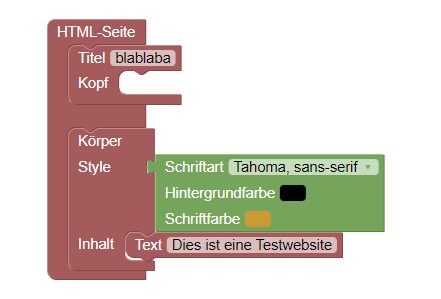 HTML-Seite
Titel blablaba
Kopf
Körper
Style Schriftart Tahoma, sans-serif
Hintergrundfarbe
Schriftfarbe
Inhalt Text Dies ist eine Testwebsite